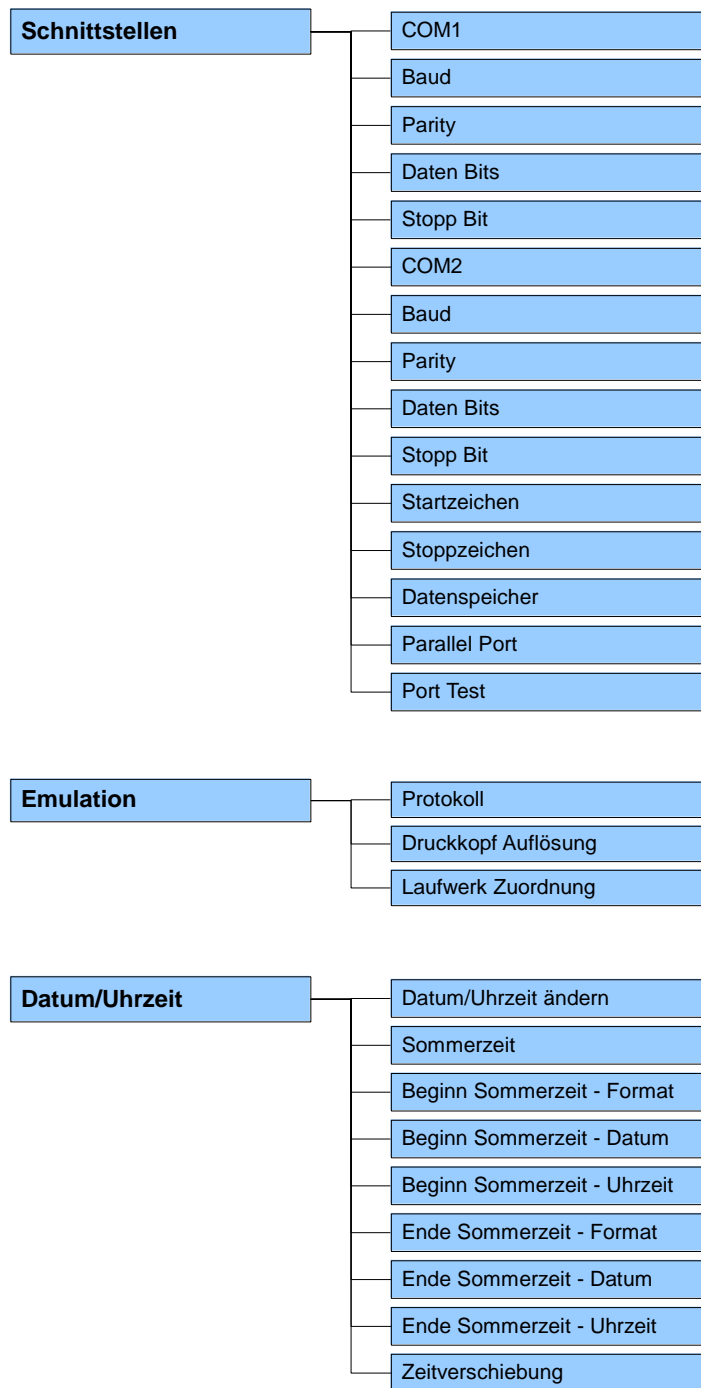 Schnittstellen
COM1
Baud
Parity
Daten Bits
Stopp Bit
COM2
Baud
Parity
Daten Bits
Stopp Bit
Startzeichen
Stoppzeichen
Datenspeicher
Parallel Port
Port Test
Emulation
Protokoll
Druckkopf Auflösung
Laufwerk Zuordnung
Datum/Uhrzeit
Datum/Uhrzeit ändern
Sommerzeit
Beginn Sommerzeit - Format
Beginn Sommerzeit - Datum
Beginn Sommerzeit - Uhrzeit
Ende Sommerzeit - Format
Ende Sommerzeit - Datum
Ende Sommerzeit - Uhrzeit
Zeitverschiebung